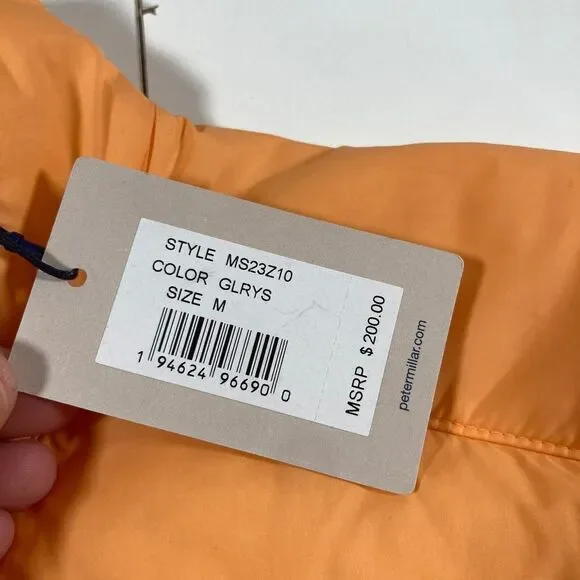 STYLE MS23Z10
COLOR GLRYS
SIZE M
1 94624 96690 0
MSRP $ 200.00
petermillar.com